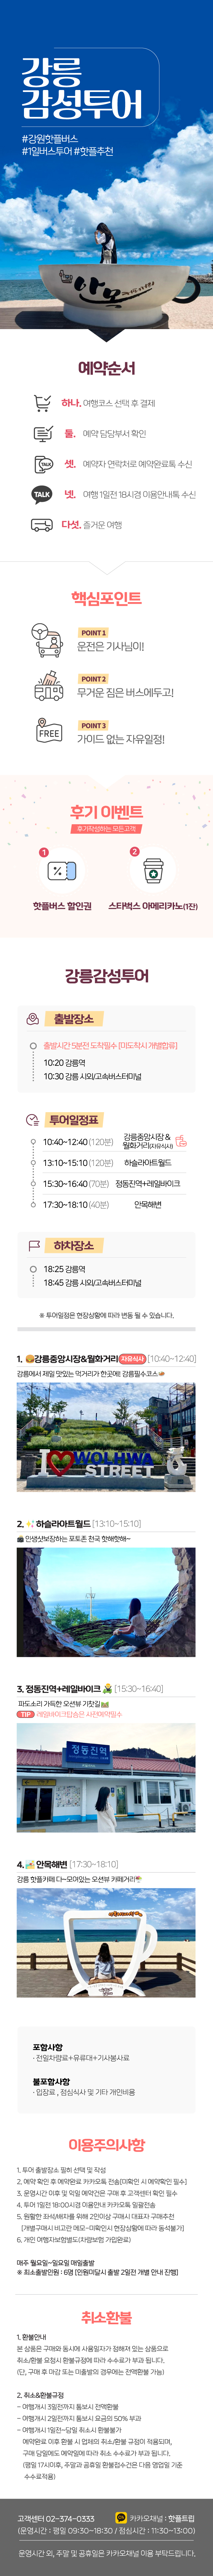 강릉
감성투어
#강원핫플버스
#1일버스투어 #핫플추천
예약순서
하나. 여행코스 선택 후 결제
둘. 예약 담담부서 확인
셋. 예약자 연락처로 예약완료톡 수신
넷. 여행 1일전 18시경 이용안내톡 수신
다섯. 즐거운 여행
핵심포인트
POINT 1
운전은 기사님이!
POINT 2
무거운 짐은 버스에두고!
POINT 3
가이드 없는 자유일정!
후기 이벤트
후기작성하는 모든고객
1
2
핫플버스 할인권
스타벅스 아메리카노(1잔)
강릉감성투어
출발장소
출발시간 5분전 도착필수 [미도착시 개별합류]
10:20 강릉역
10:30 강릉 시외/고속버스터미널
투어일정표
10:40~12:40 (120분) 강릉중앙시장 &
월화거리(자유식사)
13:10~15:10 (120분) 하슬라아트월드
15:30~16:40 (70분) 정동진역+레일바이크
17:30~18:10 (40분) 안목해변
하차장소
18:25 강릉역
18:45 강릉 시외/고속버스터미널
※ 투어일정은 현장상황에 따라 변동 될 수 있습니다.
1. 강릉중앙시장&월화거리 자유식사 [10:40~12:40]
강릉에서 제일 맛있는 먹거리가 한곳에! 강릉필수코스
I WOLHWA
STREET
2. 하슬라아트월드 [13:10~15:10]
인생샷보장하는 포토존 천국 핫해핫해~
3. 정동진역+레일바이크 [15:30~16:40]
파도소리 가득한 오션뷰 기찻길
TIP 레일바이크탑승은 사전예약필수
정동진역
4. 안목해변 [17:30~18:10]
강릉 핫플카페 다~모여있는 오션뷰 카페거리
포함사항
- 전일차량료+유류대+기사봉사료
불포함사항
- 입장료 , 점심식사 및 기타 개인비용
이용주의사항
1. 투어 출발장소 필히 선택 및 작성
2. 예약 확인 후 예약완료 카카오톡 전송[미확인 시 예약확인 필수]
3. 운영시간 이후 및 익일 예약건은 구매 후 고객센터 확인 필수
4. 투어 1일전 18:00시경 이용안내 카카오톡 일괄전송
5. 원활한 좌석/배차를 위해 2인이상 구매시 대표자 구매추천
[개별구매시 비고란 메모-미확인시 현장상황에 따라 동석불가]
6. 개인 여행자보험별도(차량보험 가입완료)
매주 월요일~일요일 매일출발
※ 최소출발인원 : 6명 [인원미달시 출발 2일전 개별 안내 진행]
취소환불
1. 환불안내
본 상품은 구매와 동시에 사용일자가 정해져 있는 상품므로
취소/환불 요청시 환불규정에 따라 수수료가 부과 됩니다.
(단, 구매 후 마감 또는 미출발의 경우에는 전액환불 가능)
2. 취소&환불규정
- 여행개시 3일전까지 통보시 전액환불
- 여행개시 2일전까지 통보시 요금의 50% 부과
- 여행개시 1일전~당일 취소시 환불불가
예약완료 이후 환불 시 업체의 취소/환불 규정이 적용되며,
구매 당일에도 예약일에 따라 취소 수수료가 부과 됩니다.
(평일 17시이후, 주말과 공휴일 환불접수건은 다음 영업일 기준
수수료적용)
고객센터 02-374-0333 카카오채널 : 핫플트립
(운영시간 : 평일 09:30~18:30 / 점심시간 : 11:30~13:00)
운영시간 외, 주말 및 공휴일은 카카오채널 이용 부탁드립니다.